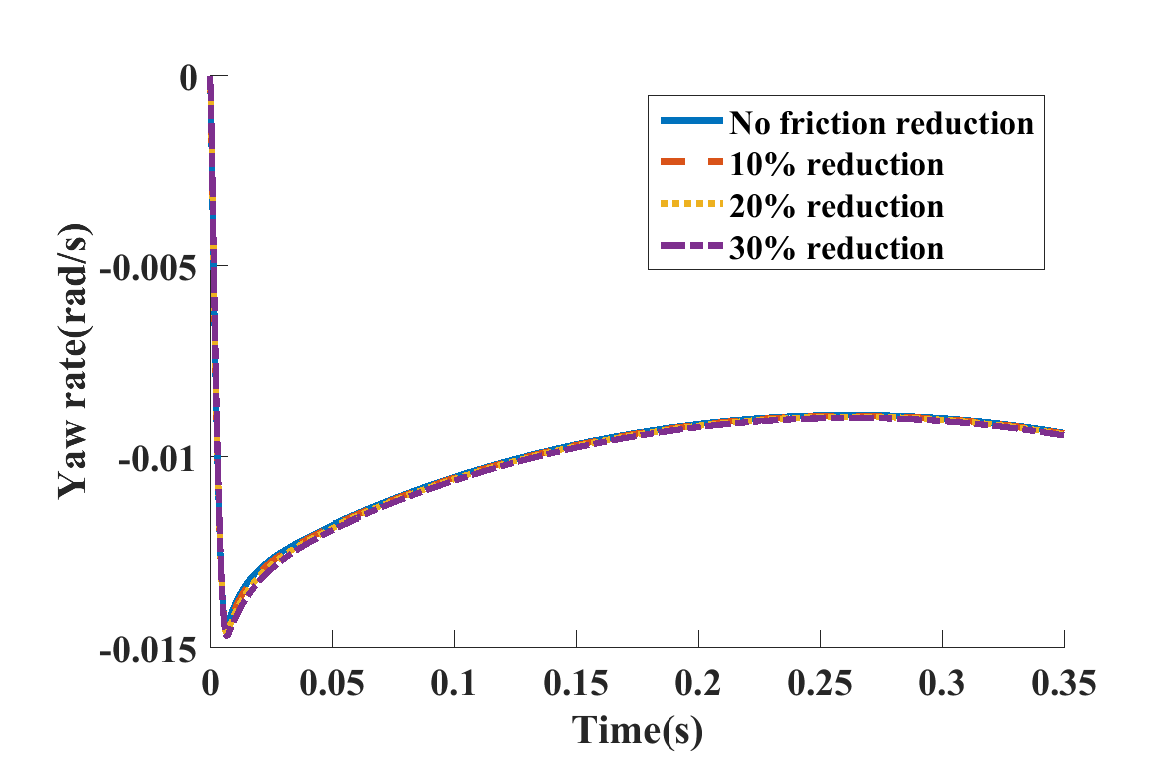 0
-0.005
-0.01
-0.015
Yaw rate(rad/s)
No friction reduction
10% reduction
20% reduction
30% reduction
0 0.05 0.1 0.15 0.2 0.25 0.3 0.35
Time(s)